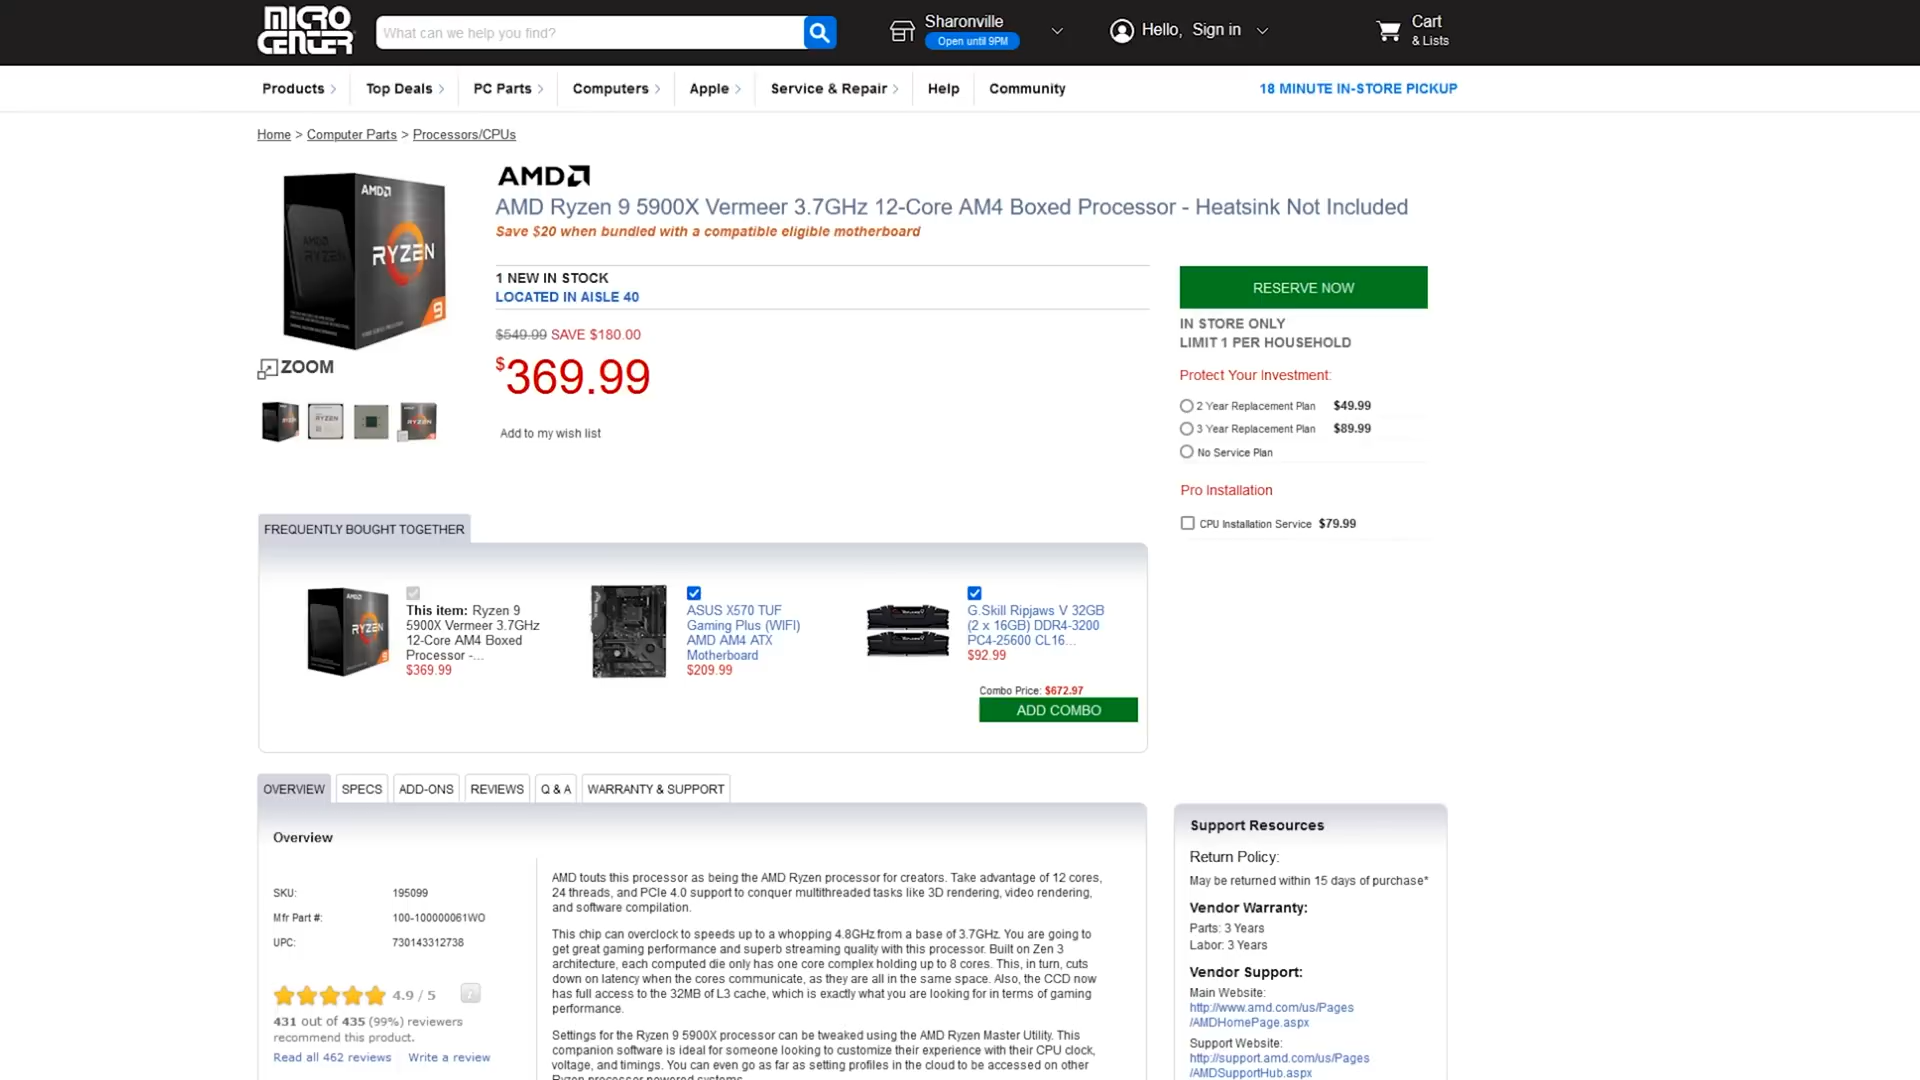 MICRO CENTER
What can we help you find?
Sharonville
Open until 9PM
Hello, Sign in
Cart
& Lists
Products
Top Deals
PC Parts
Computers
Apple
Service & Repair
Help
Community
18 MINUTE IN-STORE PICKUP
Home > Computer Parts > Processors/CPUs
AMD
RYZEN
9
AMD
AMD Ryzen 9 5900X Vermeer 3.7GHz 12-Core AM4 Boxed Processor - Heatsink Not Included
Save $20 when bundled with a compatible eligible motherboard
1 NEW IN STOCK
LOCATED IN AISLE 40
$549.99 SAVE $180.00
$369.99
Add to my wish list
ZOOM
RESERVE NOW
IN STORE ONLY
LIMIT 1 PER HOUSEHOLD
Protect Your Investment:
2 Year Replacement Plan $49.99
3 Year Replacement Plan $89.99
No Service Plan
Pro Installation
CPU Installation Service $79.99
FREQUENTLY BOUGHT TOGETHER
RYZEN
This item: Ryzen 9
5900X Vermeer 3.7GHz
12-Core AM4 Boxed
Processor -...
$369.99
ASUS X570 TUF
Gaming Plus (WIFI)
AMD AM4 ATX
Motherboard
$209.99
G.Skill Ripjaws V 32GB
(2 x 16GB) DDR4-3200
PC4-25600 CL16...
$92.99
Combo Price: $672.97
ADD COMBO
OVERVIEW
SPECS
ADD-ONS
REVIEWS
Q & A
WARRANTY & SUPPORT
Overview
SKU: 195099
Mfr Part #: 100-100000061WO
UPC: 730143312738
4.9 / 5
431 out of 435 (99%) reviewers
recommend this product.
Read all 462 reviews Write a review
AMD touts this processor as being the AMD Ryzen processor for creators. Take advantage of 12 cores,
24 threads, and PCIe 4.0 support to conquer multithreaded tasks like 3D rendering, video rendering,
and software compilation.
This chip can overclock to speeds up to a whopping 4.8GHz from a base of 3.7GHz. You are going to
get great gaming performance and superb streaming quality with this processor. Built on Zen 3
architecture, each computed die only has one core complex holding up to 8 cores. This, in turn, cuts
down on latency when the cores communicate, as they are all in the same space. Also, the CCD now
has full access to the 32MB of L3 cache, which is exactly what you are looking for in terms of gaming
performance.
Settings for the Ryzen 9 5900X processor can be tweaked using the AMD Ryzen Master Utility. This
companion software is ideal for someone looking to customize their experience with their CPU clock,
voltage, and timings. You can even go as far as setting profiles in the cloud to be accessed on other
Ryzen processor powered systems.
Support Resources
Return Policy:
May be returned within 15 days of purchase*
Vendor Warranty:
Parts: 3 Years
Labor: 3 Years
Vendor Support:
Main Website:
http://www.amd.com/us/Pages
/AMDHomePage.aspx
Support Website:
http://support.amd.com/us/Pages
/AMDSupportHub.aspx